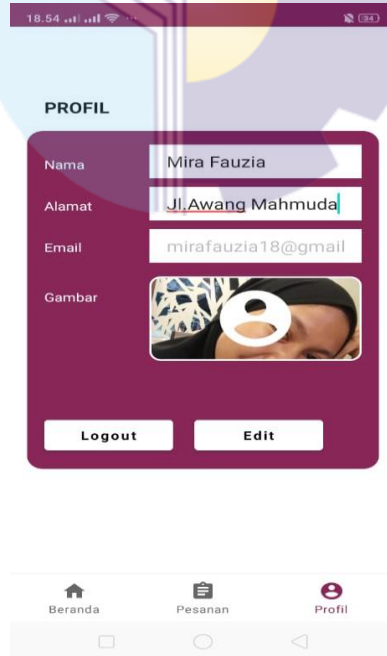 18.54
34
PROFIL
Nama Mira Fauzia
Alamat Jl.Awang Mahmuda
Email mirafauzia18@gmail
Gambar
Logout Edit
Beranda Pesanan Profil